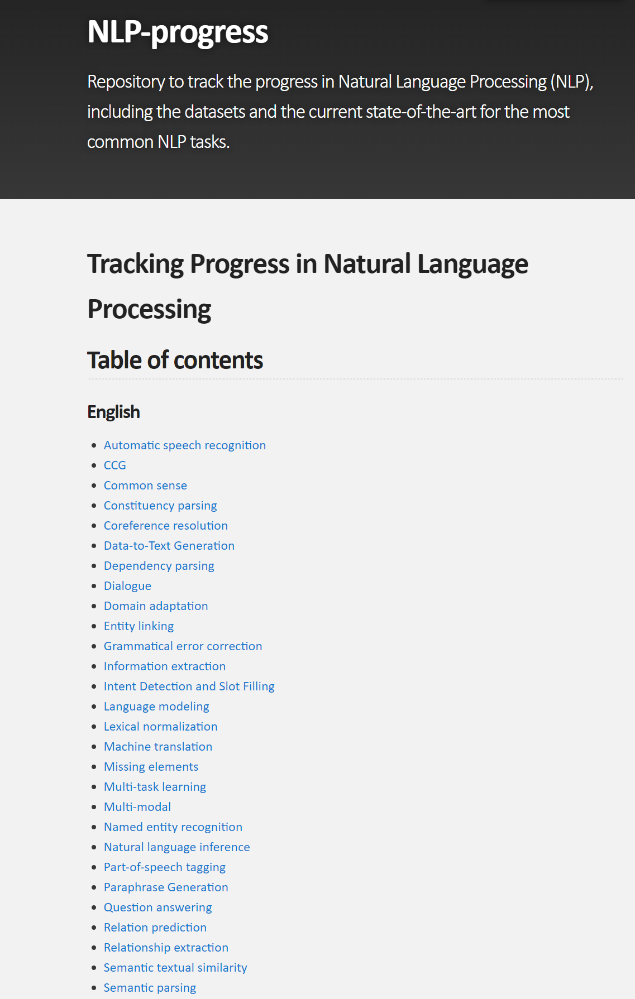 NLP-progress
Repository to track the progress in Natural Language Processing (NLP),
including the datasets and the current state-of-the-art for the most
common NLP tasks.
Tracking Progress in Natural Language
Processing
Table of contents
English
Automatic speech recognition
CCG
Common sense
Constituency parsing
Coreference resolution
Data-to-Text Generation
Dependency parsing
Dialogue
Domain adaptation
Entity linking
Grammatical error correction
Information extraction
Intent Detection and Slot Filling
Language modeling
Lexical normalization
Machine translation
Missing elements
Multi-task learning
Multi-modal
Named entity recognition
Natural language inference
Part-of-speech tagging
Paraphrase Generation
Question answering
Relation prediction
Relationship extraction
Semantic textual similarity
Semantic parsing